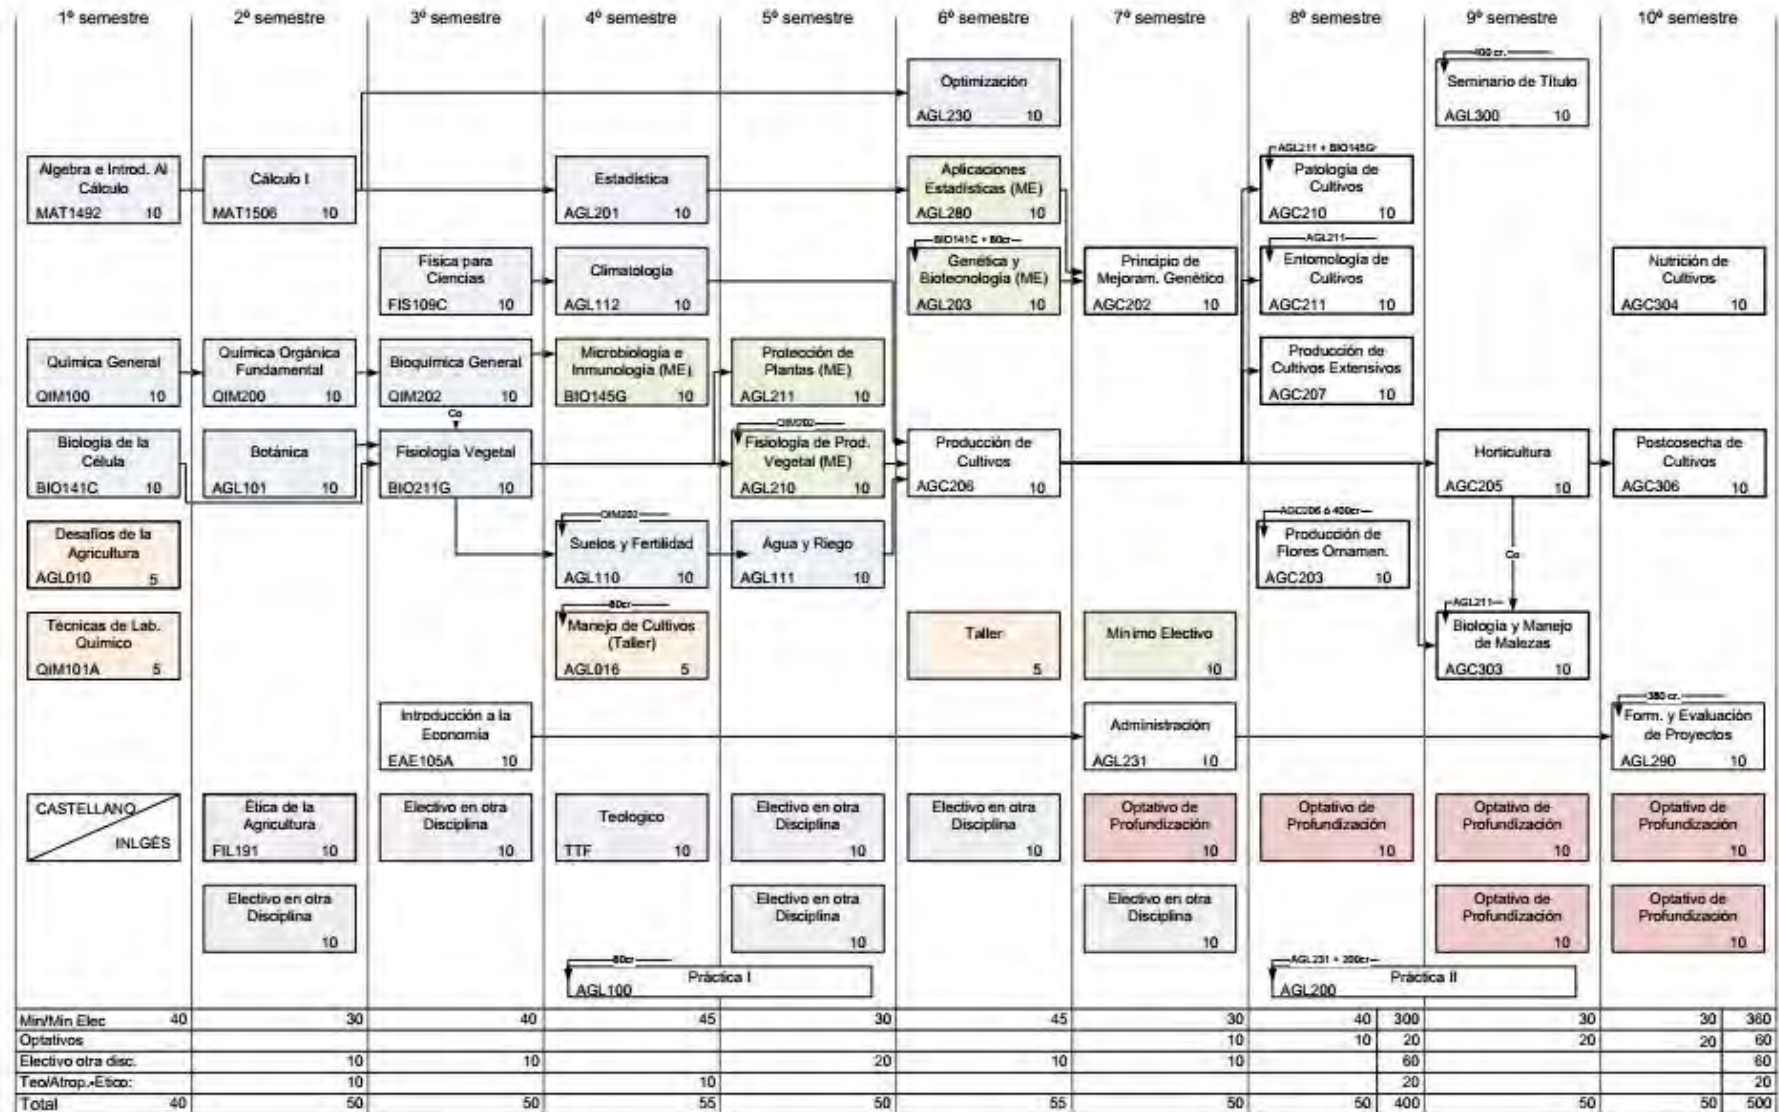 1º semestre
2º semestre
3º semestre
4º semestre
5º semestre
6º semestre
7º semestre
8º semestre
9º semestre
10º semestre
Optimización
AGL230 10
400 cr.
Seminario de Título
AGL300 10
Algebra e Introd. Al
Cálculo
MAT1492 10
Cálculo I
MAT1506 10
Estadística
AGL201 10
Aplicaciones
Estadísticas (ME)
AGL280 10
AGL211 + BIO145G
Patología de
Cultivos
AGC210 10
Física para
Ciencias
FIS109C 10
Climatología
AGL112 10
BIO141C + 80cr
Genética y
Biotecnología (ME)
AGL203 10
Principio de
Mejoram. Genético
AGC202 10
AGL211
Entomología de
Cultivos
AGC211 10
Nutrición de
Cultivos
AGC304 10
Química General
QIM100 10
Química Orgánica
Fundamental
QIM200 10
Bioquímica General
QIM202 10
Microbiología e
Inmunología (ME)
BIO145G 10
Protección de
Plantas (ME)
AGL211 10
Producción de
Cultivos Extensivos
AGC207 10
Biología de la
Célula
BIO141C 10
Botánica
AGL101 10
Co
Fisiología Vegetal
BIO211G 10
QIM202
Fisiología de Prod.
Vegetal (ME)
AGL210 10
Producción de
Cultivos
AGC206 10
Horticultura
AGC205 10
Postcosecha de
Cultivos
AGC306 10
Desafíos de la
Agricultura
AGL010 5
QIM202
Suelos y Fertilidad
AGL110 10
Agua y Riego
AGL111 10
AGC206 ó 400cr
Producción de
Flores Ornamen.
AGC203 10
Co
Técnicas de Lab.
Químico
QIM101A 5
80cr
Manejo de Cultivos
(Taller)
AGL016 5
Taller
5
Mínimo Electivo
10
AGL211
Biología y Manejo
de Malezas
AGC303 10
Introducción a la
Economía
EAE105A 10
Administración
AGL231 10
380 cr.
Form. y Evaluación
de Proyectos
AGL290 10
CASTELLANO
INLGÉS
Ética de la
Agricultura
FIL191 10
Electivo en otra
Disciplina
10
Teologico
TTF 10
Electivo en otra
Disciplina
10
Electivo en otra
Disciplina
10
Optativo de
Profundización
10
Optativo de
Profundización
10
Optativo de
Profundización
10
Optativo de
Profundización
10
Electivo en otra
Disciplina
10
Electivo en otra
Disciplina
10
Electivo en otra
Disciplina
10
Optativo de
Profundización
10
Optativo de
Profundización
10
80cr
Práctica I
AGL100
AGL231 + 200cr
Práctica II
AGL200
Min/Min Elec 40 30 40 45 30 45 30 40 300 30 30 360
Optativos 10 10 20 20 20 60
Electivo otra disc. 10 10 20 10 10 60 60
Teo/Atrop.+Etico: 10 10 20 20
Total 40 50 50 55 50 55 50 50 400 50 50 500